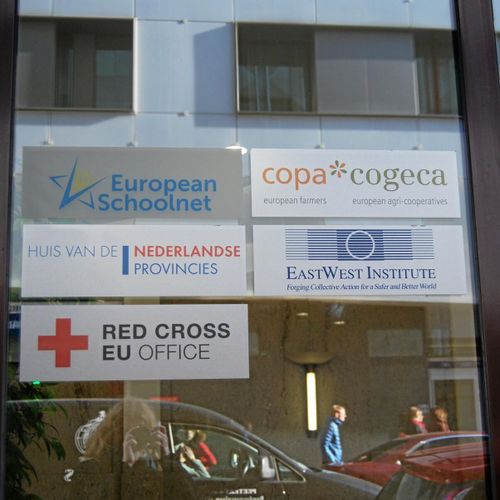 European
Schoolnet
copa*cogeca
european farmers european agri-cooperatives
HUIS VAN DE NEDERLANDSE
PROVINCIES
EASTWEST INSTITUTE
Forging Collective Action for a Safer and Better World
RED CROSS
EU OFFICE